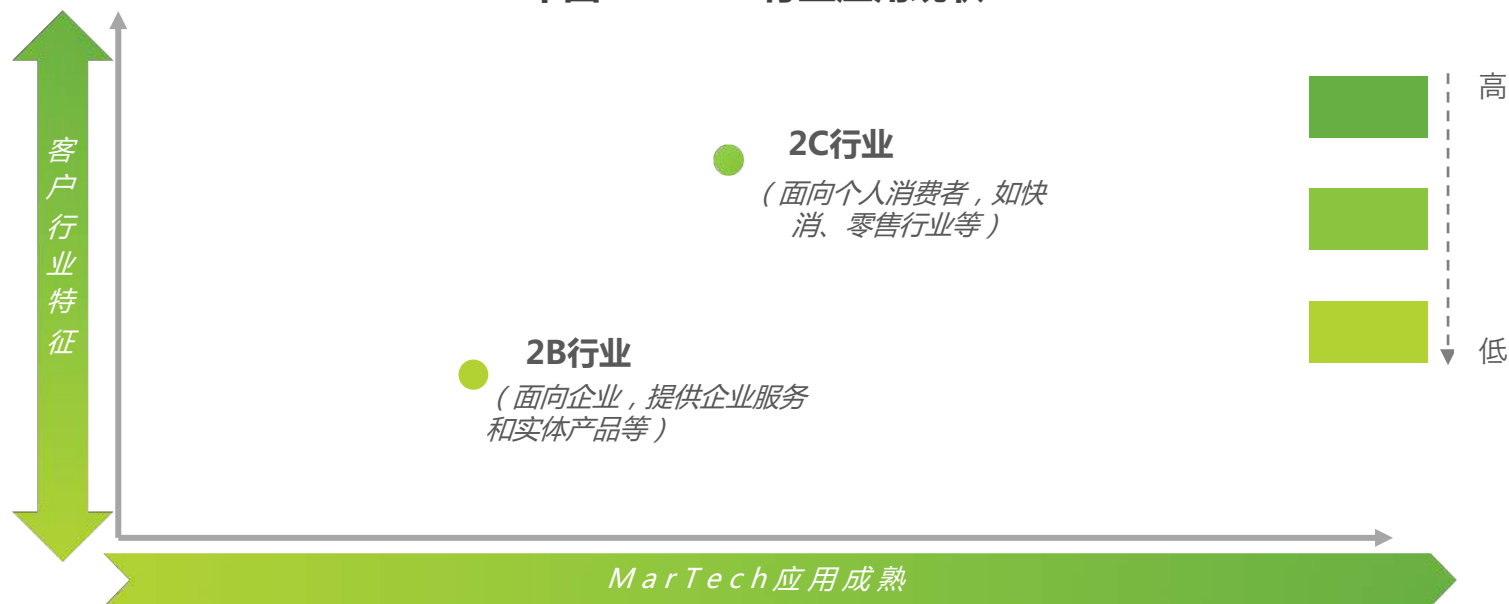 高
2C行业
（面向个人消费者，如快
消、零售行业等）
客户行业特征
2B行业
（面向企业，提供企业服务
和实体产品等）
低
MarTech应用成熟